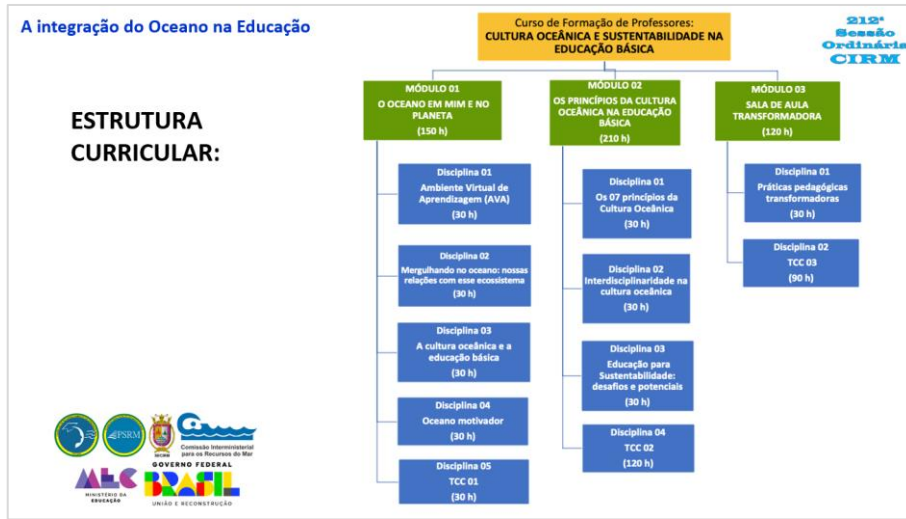 A integração do Oceano na Educação
Curso de Formação de Professores:
CULTURA OCEÂNICA E SUSTENTABILIDADE NA
EDUCAÇÃO BÁSICA
212ª
Sessão
Ordinária
CIRM
ESTRUTURA
CURRICULAR:
MÓDULO 01
O OCEANO EM MIM E NO
PLANETA
(150 h)
Disciplina 01
Ambiente Virtual de
Aprendizagem (AVA)
(30 h)
Disciplina 02
Mergulhando no oceano: nossas
relações com esse ecossistema
(30 h)
Disciplina 03
A cultura oceânica e a
educação básica
(30 h)
Disciplina 04
Oceano motivador
(30 h)
Disciplina 05
TCC 01
(30 h)
MÓDULO 02
OS PRINCÍPIOS DA CULTURA
OCEÂNICA NA EDUCAÇÃO
BÁSICA
(210 h)
Disciplina 01
Os 07 princípios da
Cultura Oceânica
(30 h)
Disciplina 02
Interdisciplinaridade na
cultura oceânica
(30 h)
Disciplina 03
Educação para
Sustentabilidade:
desafios e potenciais
(30 h)
Disciplina 04
TCC 02
(120 h)
MÓDULO 03
SALA DE AULA
TRANSFORMADORA
(120 h)
Disciplina 01
Práticas pedagógicas
transformadoras
(30 h)
Disciplina 02
TCC 03
(90 h)
PSRM
SECIRM
Comissão Interministerial
para os Recursos do Mar
MEC
MINISTÉRIO DA
EDUCAÇÃO
GOVERNO FEDERAL
BRASIL
UNIÃO E RECONSTRUÇÃO